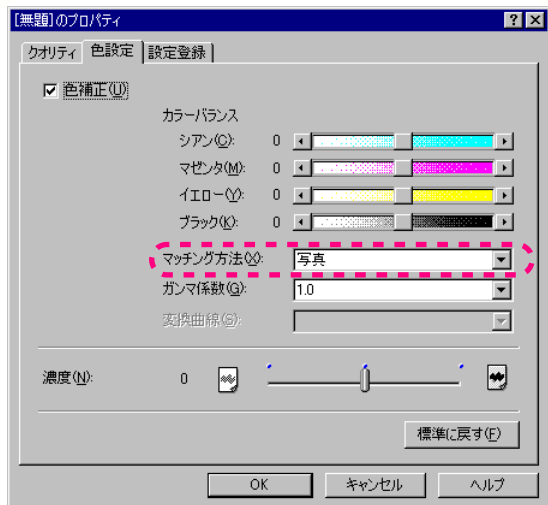 [無題]のプロパティ
クオリティ 色設定 設定登録
色補正(U)
カラーバランス
シアン(C): 0
マゼンタ(M): 0
イエロー(Y): 0
ブラック(K): 0
マッチング方法(X): 写真
ガンマ係数(G): 1.0
変換曲線(S):
濃度(N): 0
標準に戻す(F)
OK キャンセル ヘルプ